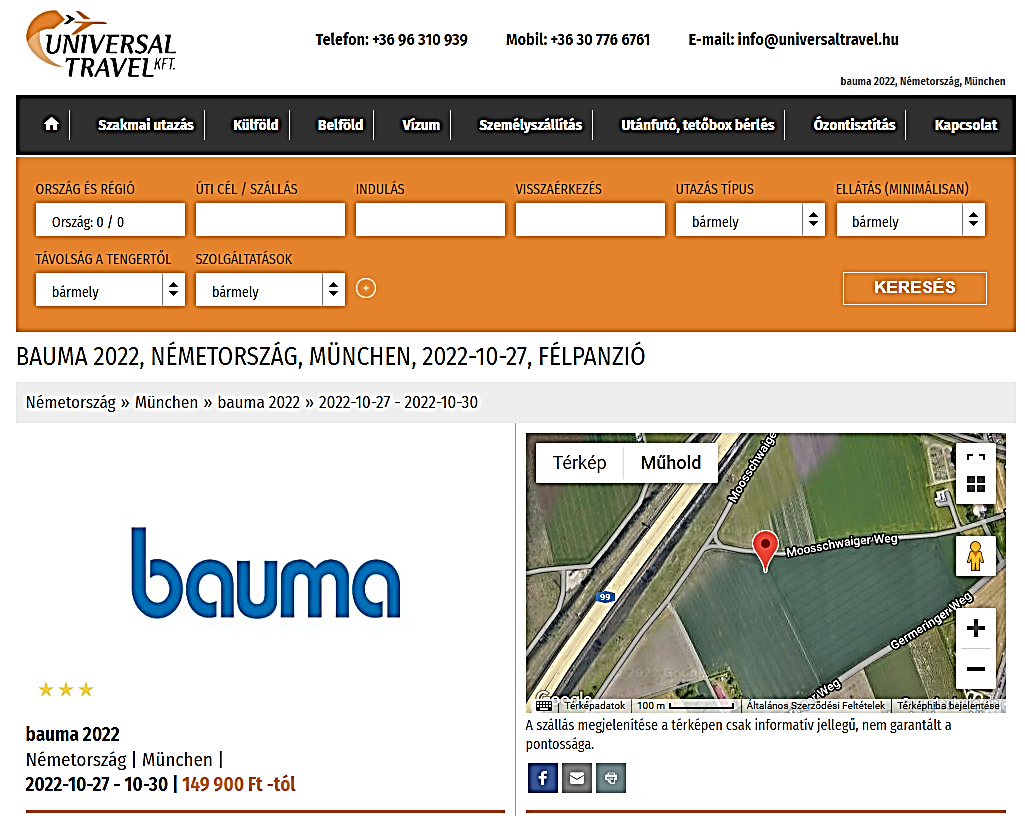 UNIVERSAL
TRAVEL KFT.
Telefon: +36 96 310 939 Mobil: +36 30 776 6761 E-mail: info@universaltravel.hu
bauma 2022, Németország, München
Szakmai utazás Külföld Belföld Vízum Személyszállítás Utánfutó, tetőbox bérlés Ózontisztítás Kapcsolat
ORSZÁG ÉS RÉGIÓ ÚTI CÉL / SZÁLLÁS INDULÁS VISSZAÉRKEZÉS UTAZÁS TÍPUS ELLÁTÁS (MINIMÁLISAN)
Ország: 0 / 0 bármely bármely
TÁVOLSÁG A TENGERTŐL SZOLGÁLTATÁSOK
bármely bármely KERESÉS
BAUMA 2022, NÉMETORSZÁG, MÜNCHEN, 2022-10-27, FÉLPANZIÓ
Németország » München » bauma 2022 » 2022-10-27 - 2022-10-30
bauma
bauma 2022
Németország | München |
2022-10-27 - 10-30 | 149 900 Ft -tól
Térkép Műhold
Moosschwaige
Moosschwaiger Weg
99
Germeringer Weg
Weg
Google
Térképadatok 100 m Általános Szerződési Feltételek Térképhiba bejelentése
A szállás megjelenítése a térképen csak informatív jellegű, nem garantált a
pontossága.